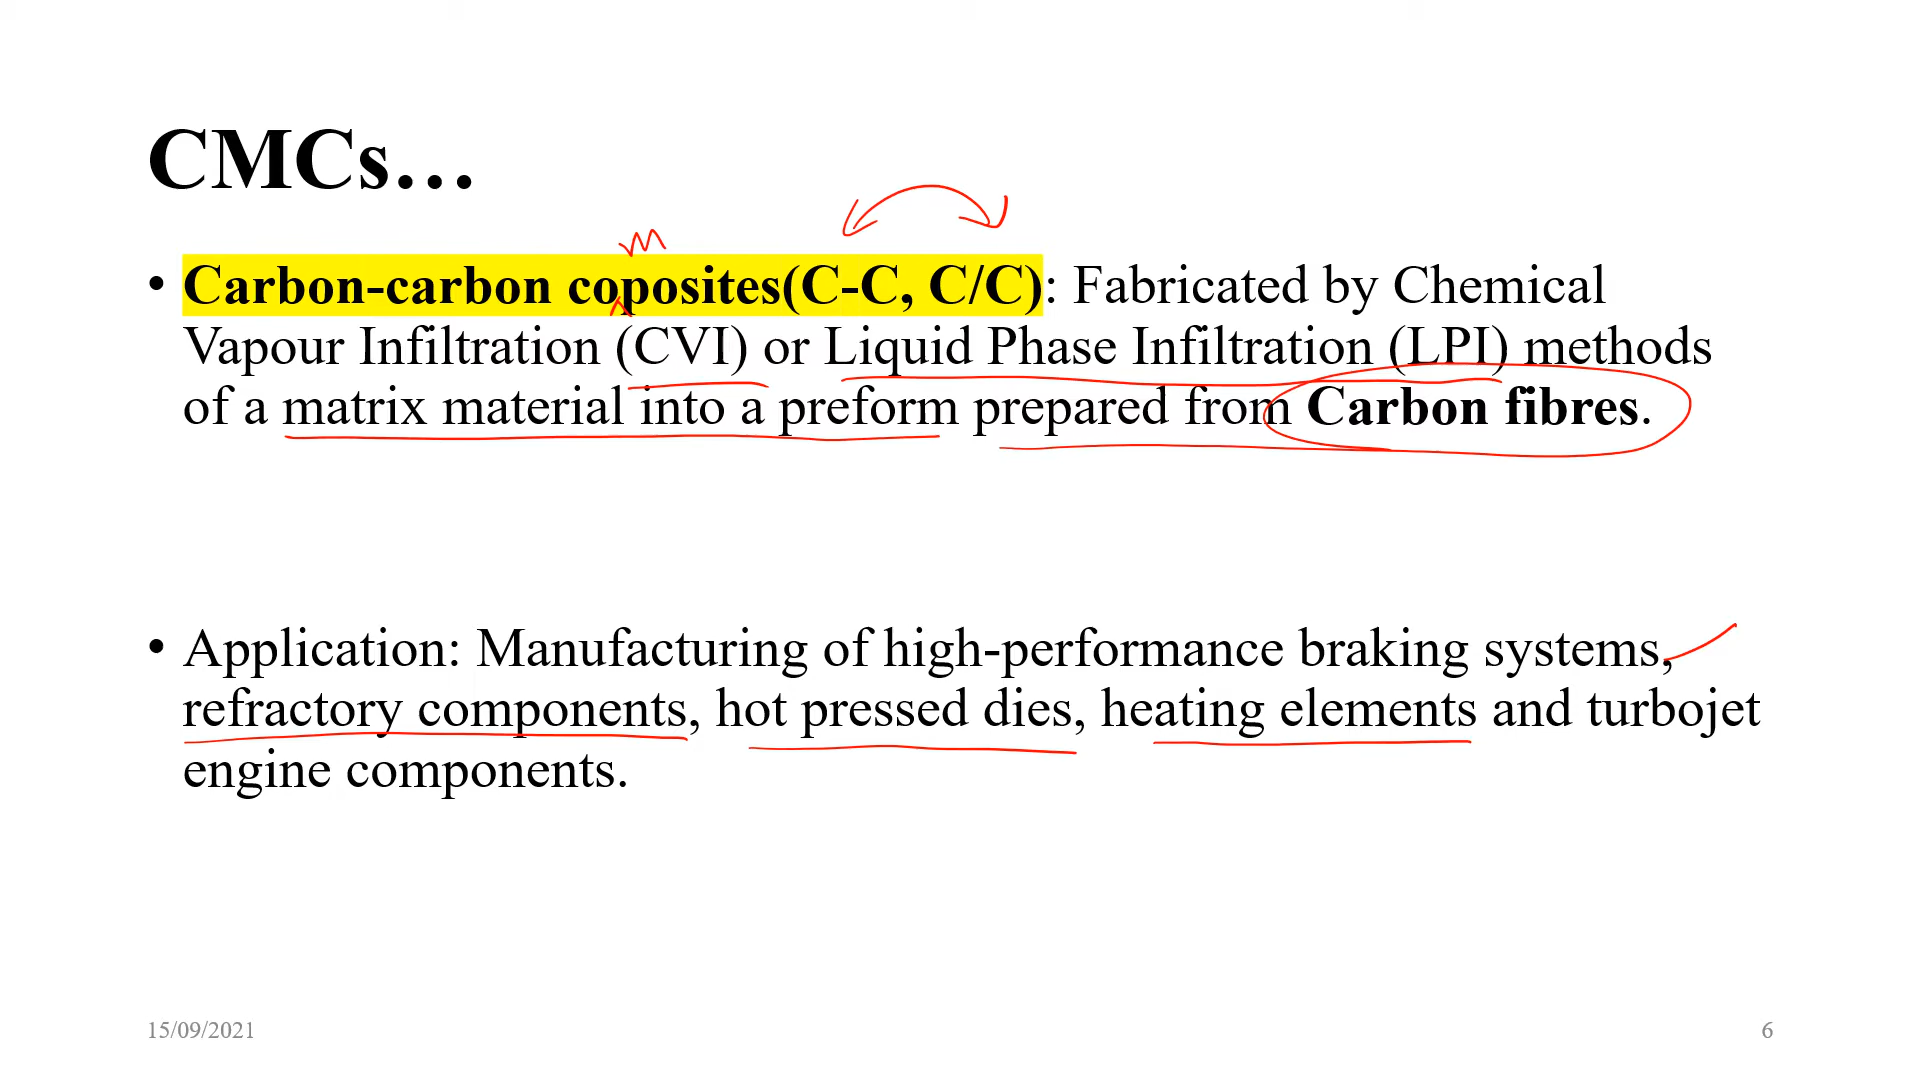 CMCs...
m
• Carbon-carbon coposites(C-C, C/C): Fabricated by Chemical
Vapour Infiltration (CVI) or Liquid Phase Infiltration (LPI) methods
of a matrix material into a preform prepared from Carbon fibres.
• Application: Manufacturing of high-performance braking systems,
refractory components, hot pressed dies, heating elements and turbojet
engine components.
15/09/2021
6